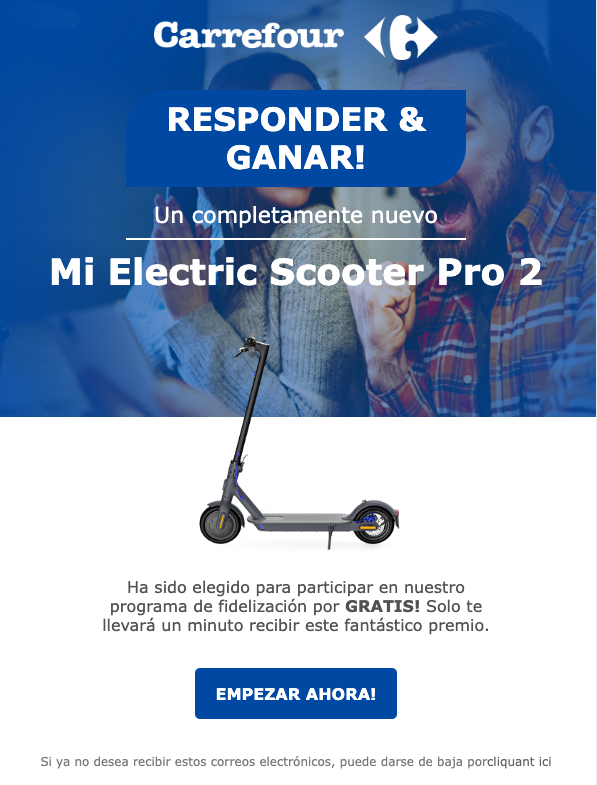 Carrefour
RESPONDER &
GANAR!
Un completamente nuevo
Mi Electric Scooter Pro 2
Ha sido elegido para participar en nuestro
programa de fidelización por GRATIS! Solo te
llevará un minuto recibir este fantástico premio.
EMPEZAR AHORA!
Si ya no desea recibir estos correos electrónicos, puede darse de baja porcliquant ici